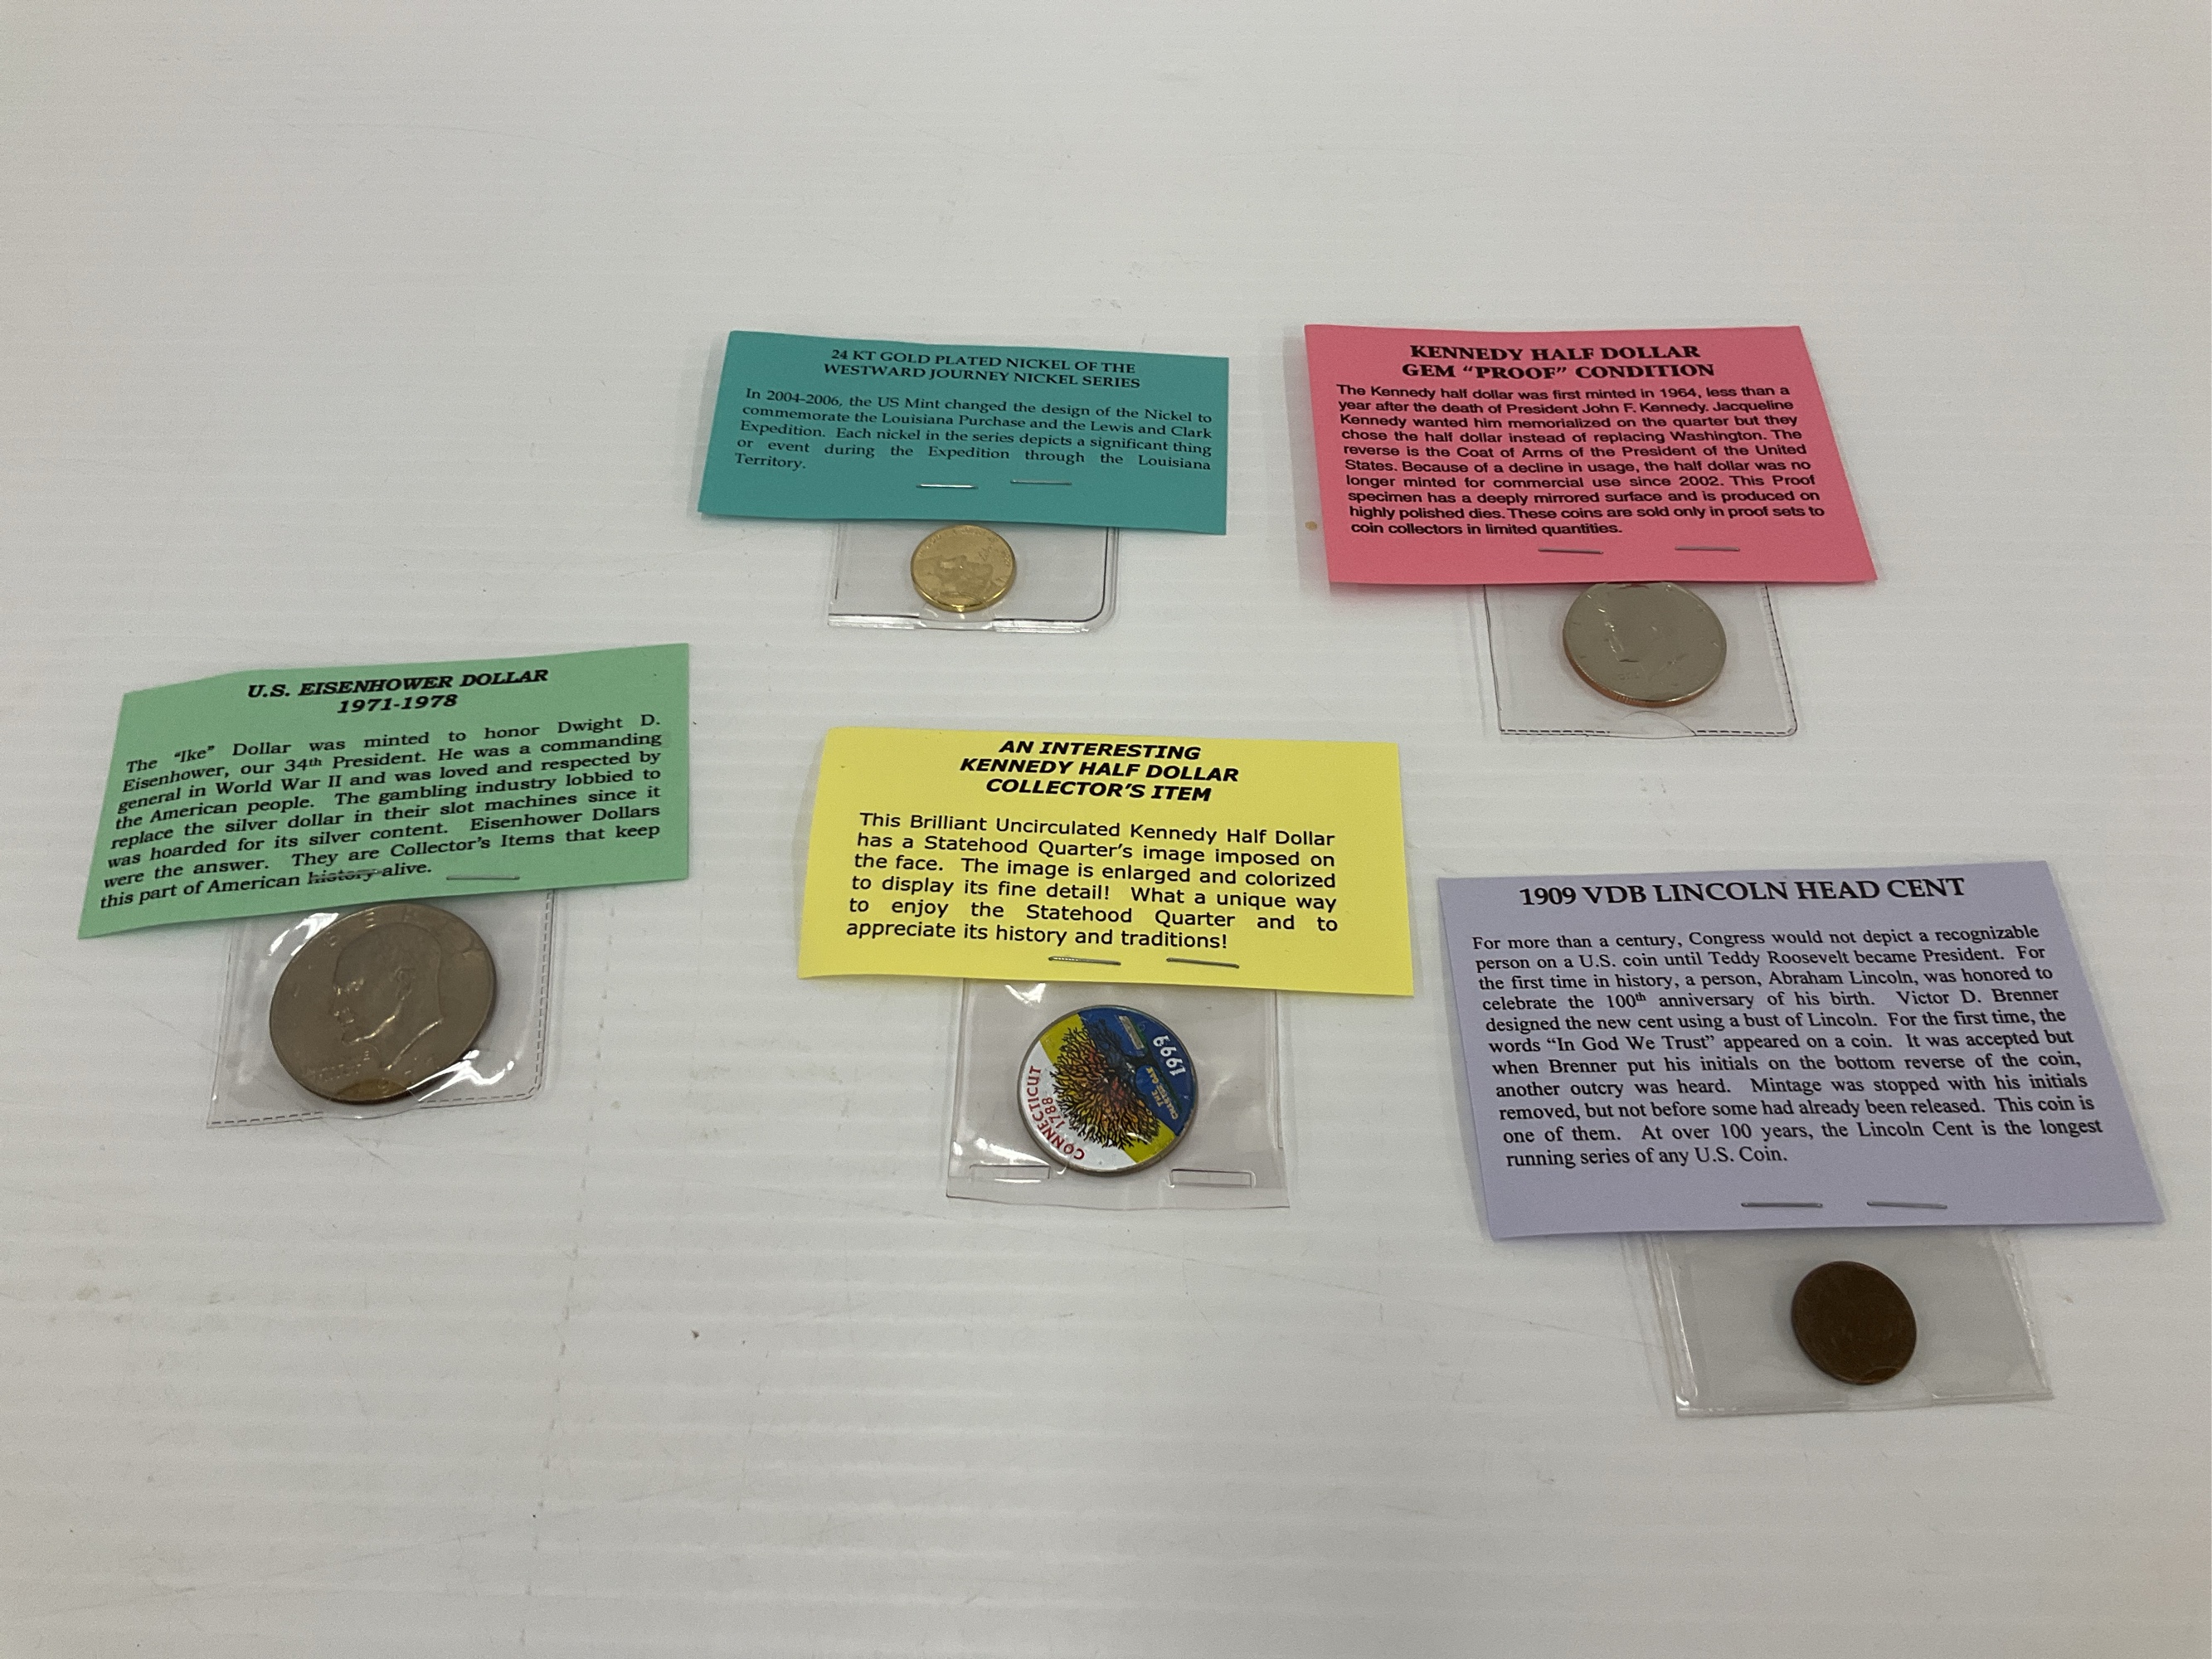 24 KT GOLD PLATED NICKEL OF THE
WESTWARD JOURNEY NICKEL SERIES
In 2004-2006, the US Mint changed the design of the Nickel to
commemorate the Louisiana Purchase and the Lewis and Clark
Expedition. Each nickel in the series depicts a significant thing
or event during the Expedition through the Louisiana
Territory.
KENNEDY HALF DOLLAR
GEM “PROOF” CONDITION
The Kennedy half dollar was first minted in 1964, less than a
year after the death of President John F. Kennedy. Jacqueline
Kennedy wanted him memorialized on the quarter but they
chose the half dollar instead of replacing Washington. The
reverse is the Coat of Arms of the President of the United
States. Because of a decline in usage, the half dollar was no
longer minted for commercial use since 2002. This Proof
specimen has a deeply mirrored surface and is produced on
highly polished dies. These coins are sold only in proof sets to
coin collectors in limited quantities.
U.S. EISENHOWER DOLLAR
1971-1978
The “Ike” Dollar was minted to honor Dwight D.
Eisenhower, our 34th President. He was a commanding
general in World War II and was loved and respected by
the American people. The gambling industry lobbied to
replace the silver dollar in their slot machines since it
was hoarded for its silver content. Eisenhower Dollars
were the answer. They are Collector's Items that keep
this part of American history alive.
AN INTERESTING
KENNEDY HALF DOLLAR
COLLECTOR'S ITEM
This Brilliant Uncirculated Kennedy Half Dollar
has a Statehood Quarter's image imposed on
the face. The image is enlarged and colorized
to display its fine detail! What a unique way
to enjoy the Statehood Quarter and to
appreciate its history and traditions!
CONNECTICUT
1788
THE
CHARTER OAK
1999
1909 VDB LINCOLN HEAD CENT
For more than a century, Congress would not depict a recognizable
person on a U.S. coin until Teddy Roosevelt became President. For
the first time in history, a person, Abraham Lincoln, was honored to
celebrate the 100th anniversary of his birth. Victor D. Brenner
designed the new cent using a bust of Lincoln. For the first time, the
words “In God We Trust” appeared on a coin. It was accepted but
when Brenner put his initials on the bottom reverse of the coin,
another outcry was heard. Mintage was stopped with his initials
removed, but not before some had already been released. This coin is
one of them. At over 100 years, the Lincoln Cent is the longest
running series of any U.S. Coin.